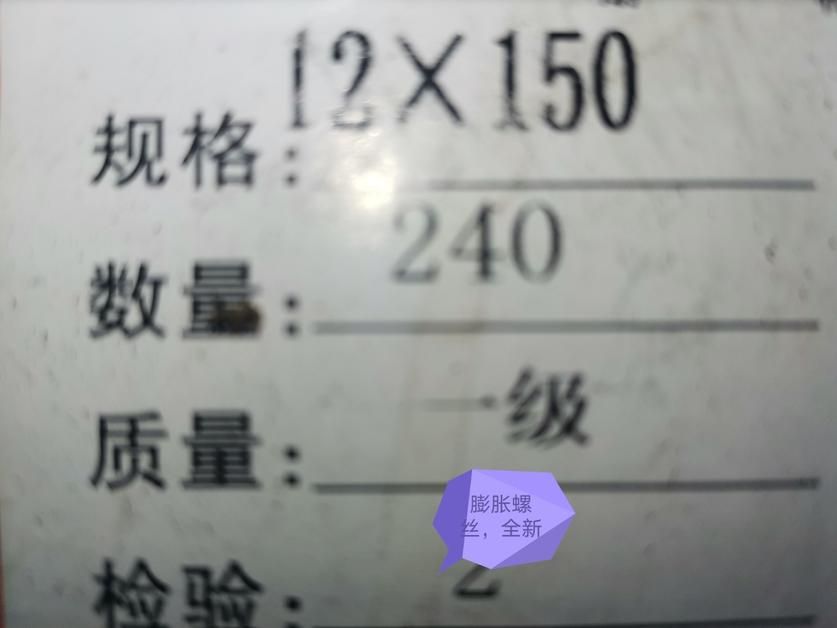 规格: 12×150
数量: 240
质量: 一级
膨胀螺
丝，全新
检验: 2